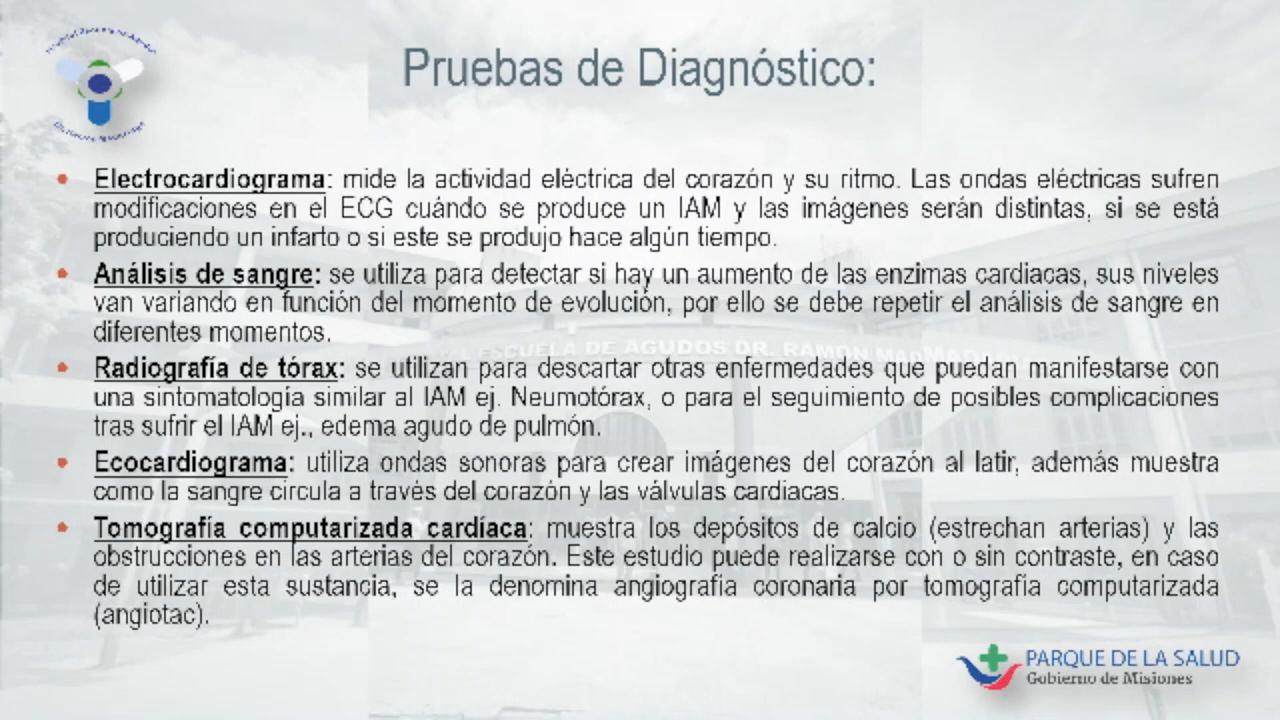 Pruebas de Diagnóstico:
• Electrocardiograma: mide la actividad eléctrica del corazón y su ritmo. Las ondas eléctricas sufren
modificaciones en el ECG cuándo se produce un IAM y las imágenes serán distintas, si se está
produciendo un infarto o si este se produjo hace algún tiempo.
• Análisis de sangre: se utiliza para detectar si hay un aumento de las enzimas cardiacas, sus niveles
van variando en función del momento de evolución, por ello se debe repetir el análisis de sangre en
diferentes momentos.
• Radiografía de tórax: se utilizan para descartar otras enfermedades que puedan manifestarse con
una sintomatología similar al IAM ej. Neumotórax, o para el seguimiento de posibles complicaciones
tras sufrir el IAM ej., edema agudo de pulmón.
• Ecocardiograma: utiliza ondas sonoras para crear imágenes del corazón al latir, además muestra
como la sangre circula a través del corazón y las válvulas cardiacas.
• Tomografía computarizada cardíaca: muestra los depósitos de calcio (estrechan arterias) y las
obstrucciones en las arterias del corazón. Este estudio puede realizarse con o sin contraste, en caso
de utilizar esta sustancia, se la denomina angiografía coronaria por tomografía computarizada
(angiotac).
ESCUELA DE AGUDOS DR. RAMÓN
PARQUE DE LA SALUD
Gobierno de Misiones